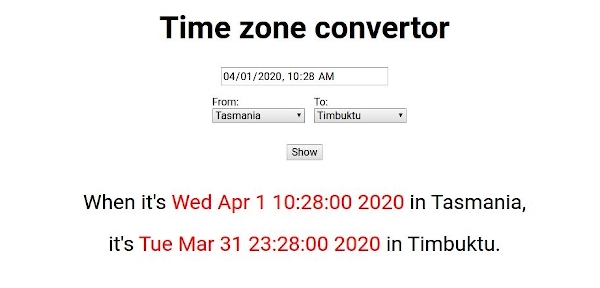 Time zone convertor
04/01/2020, 10:28 AM
From: To:
Tasmania Timbuktu
Show
When it's Wed Apr 1 10:28:00 2020 in Tasmania,
it's Tue Mar 31 23:28:00 2020 in Timbuktu.